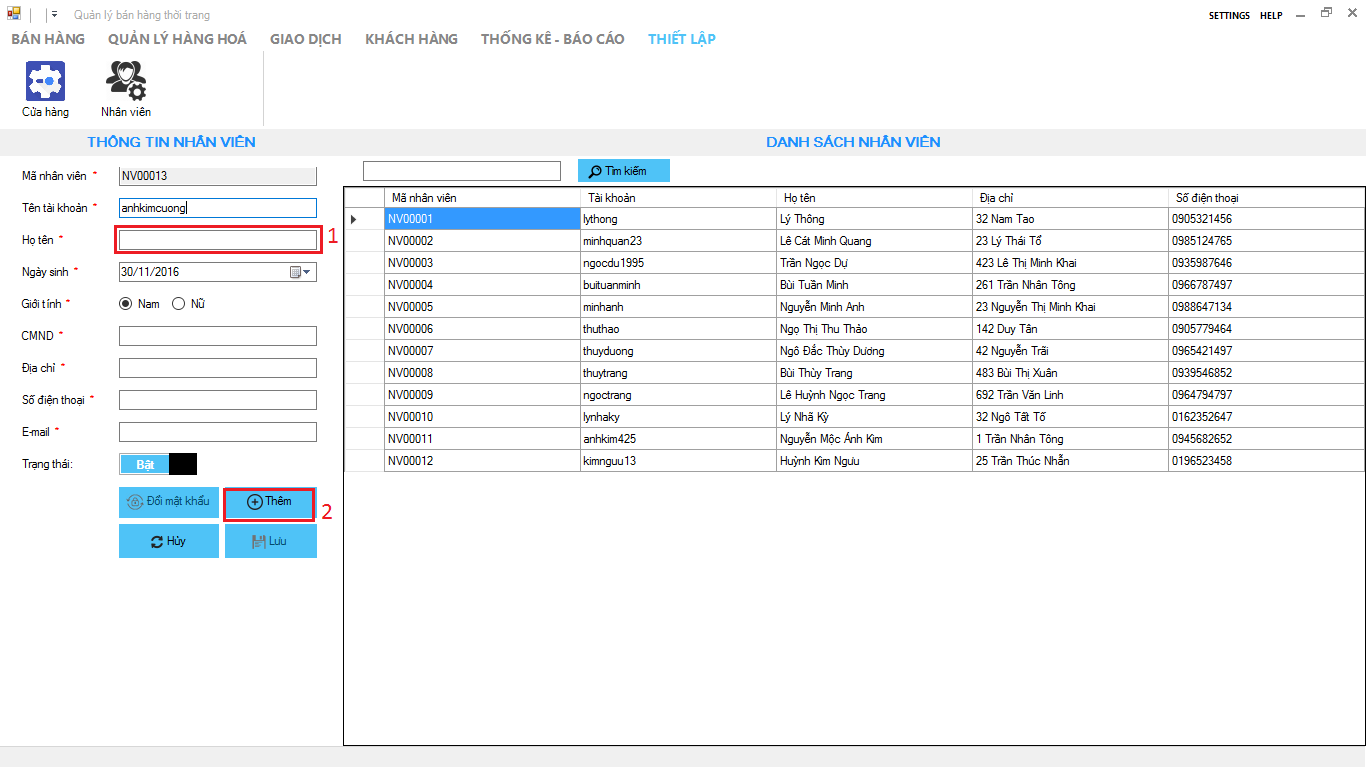 Quản lý bán hàng thời trang
SETTINGS HELP
BÁN HÀNG QUẢN LÝ HÀNG HOÁ GIAO DỊCH KHÁCH HÀNG THỐNG KÊ - BÁO CÁO THIẾT LẬP
Cửa hàng Nhân viên
THÔNG TIN NHÂN VIÊN
Mã nhân viên * NV00013
Tên tài khoản * anhkimcuong
Họ tên * 1
Ngày sinh * 30/11/2016
Giới tính * Nam Nữ
CMND *
Địa chỉ *
Số điện thoại *
E-mail *
Trạng thái: Bật
Đổi mật khẩu Thêm 2
Hủy Lưu
DANH SÁCH NHÂN VIÊN
Tìm kiếm
Mã nhân viên Tài khoản Họ tên Địa chỉ Số điện thoại
NV00001 lythong Lý Thông 32 Nam Tao 0905321456
NV00002 minhquan23 Lê Cát Minh Quang 23 Lý Thái Tổ 0985124765
NV00003 ngocdu1995 Trần Ngọc Dự 423 Lê Thị Minh Khai 0935987646
NV00004 buituanminh Bùi Tuấn Minh 261 Trần Nhân Tông 0966787497
NV00005 minhanh Nguyễn Minh Anh 23 Nguyễn Thị Minh Khai 0988647134
NV00006 thuthao Ngọ Thị Thu Thảo 142 Duy Tân 0905779464
NV00007 thuyduong Ngô Đắc Thùy Dương 42 Nguyễn Trãi 0965421497
NV00008 thuytrang Bùi Thùy Trang 483 Bùi Thị Xuân 0939546852
NV00009 ngoctrang Lê Huỳnh Ngọc Trang 692 Trần Văn Linh 0964794797
NV00010 lynhaky Lý Nhã Kỳ 32 Ngô Tất Tố 0162352647
NV00011 anhkim425 Nguyễn Mộc Ánh Kim 1 Trần Nhân Tông 0945682652
NV00012 kimnguu13 Huỳnh Kim Ngưu 25 Trần Thúc Nhẫn 0196523458